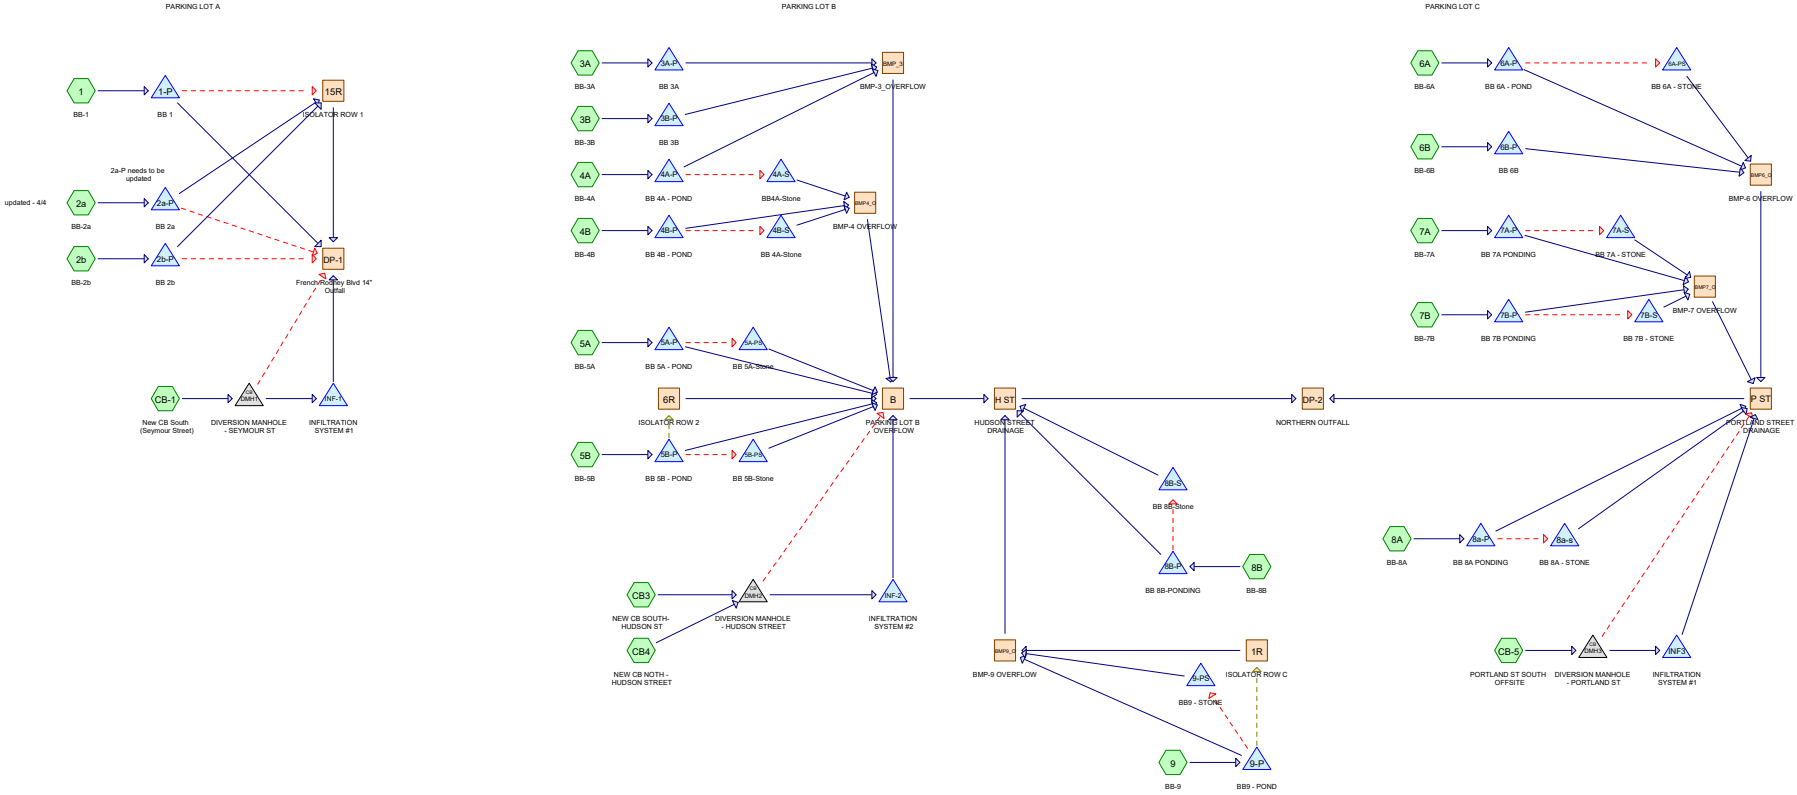 PARKING LOT A
PARKING LOT B
PARKING LOT C
1
BB-1
1-P
BB 1
15R
ISOLATOR ROW 1
2a-P needs to be
updated
updated - 4/4
2a
BB-2a
2a-P
BB 2a
2b
BB-2b
2b-P
BB 2b
DP-1
French/Rodney Blvd 14"
Outfall
CB-1
New CB South
(Seymour Street)
CB
DMH1
DIVERSION MANHOLE
- SEYMOUR ST
INF-1
INFILTRATION
SYSTEM #1
3A
BB-3A
3A-P
BB 3A
BMP_3
BMP-3_OVERFLOW
3B
BB-3B
3B-P
BB 3B
4A
BB-4A
4A-P
BB 4A - POND
4A-S
BB4A-Stone
BMP4_O
BMP-4 OVERFLOW
4B
BB-4B
4B-P
BB 4B - POND
4B-S
BB 4A-Stone
5A
BB-5A
5A-P
BB 5A - POND
5A-PS
BB 5A-Stone
6R
ISOLATOR ROW 2
B
PARKING LOT B
OVERFLOW
5B
BB-5B
5B-P
BB 5B - POND
5B-PS
BB 5B-Stone
H ST
HUDSON STREET
DRAINAGE
DP-2
NORTHERN OUTFALL
8B-S
BB 8B-Stone
8B-P
BB 8B-PONDING
8B
BB-8B
CB3
NEW CB SOUTH-
HUDSON ST
CB4
NEW CB NOTH -
HUDSON STREET
CB
DMH2
DIVERSION MANHOLE
- HUDSON STREET
INF-2
INFILTRATION
SYSTEM #2
BMP9_O
BMP-9 OVERFLOW
1R
ISOLATOR ROW C
9-PS
BB9 - STONE
9
BB-9
9-P
BB9 - POND
6A
BB-6A
6A-P
BB 6A - POND
6A-PS
BB 6A - STONE
6B
BB-6B
6B-P
BB 6B
BMP6_O
BMP-6 OVERFLOW
7A
BB-7A
7A-P
BB 7A PONDING
7A-S
BB 7A - STONE
BMP7_O
BMP-7 OVERFLOW
7B
BB-7B
7B-P
BB 7B PONDING
7B-S
BB 7B - STONE
P ST
PORTLAND STREET
DRAINAGE
8A
BB-8A
8a-P
BB 8A PONDING
8a-s
BB 8A - STONE
CB-5
PORTLAND ST SOUTH
OFFSITE
CB
DMH3
DIVERSION MANHOLE
- PORTLAND ST
INF3
INFILTRATION
SYSTEM #1